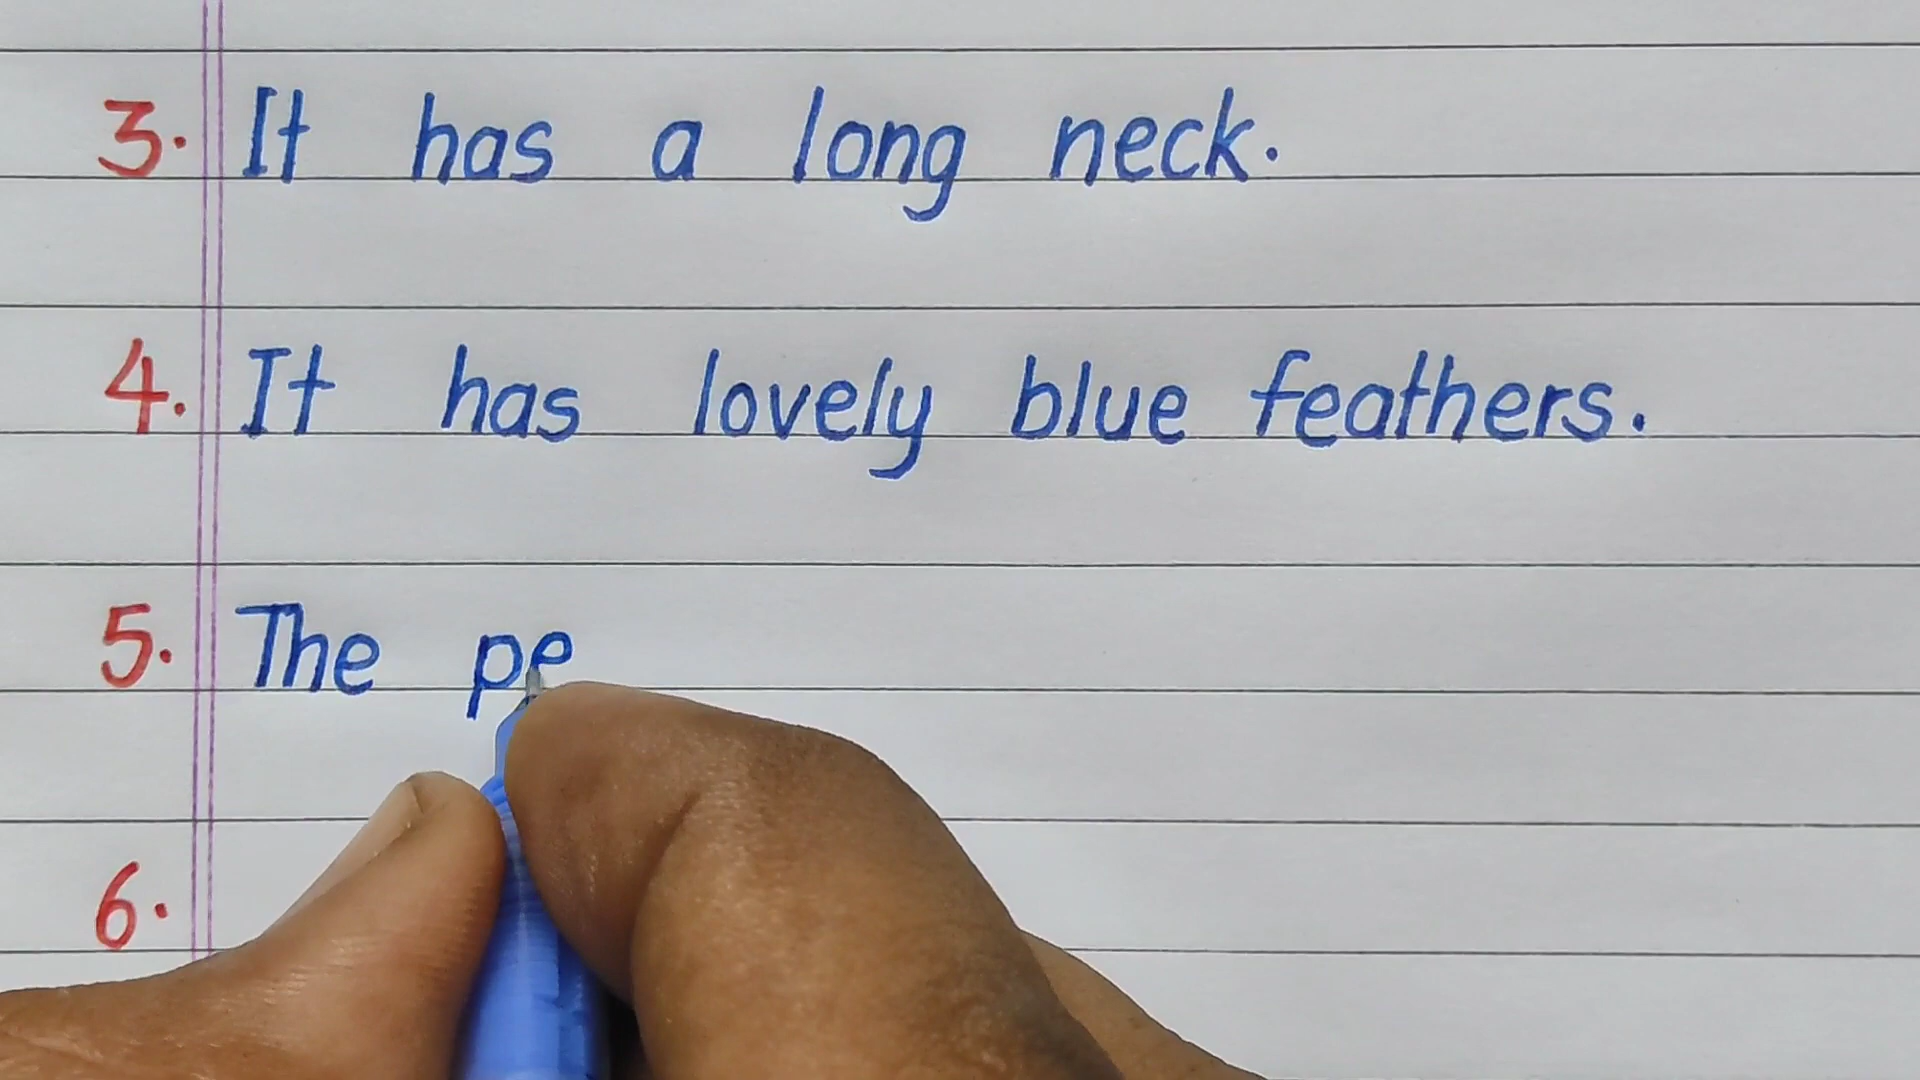 3. It has a long neck.
4. It has lovely blue feathers.
5. The pe
6.